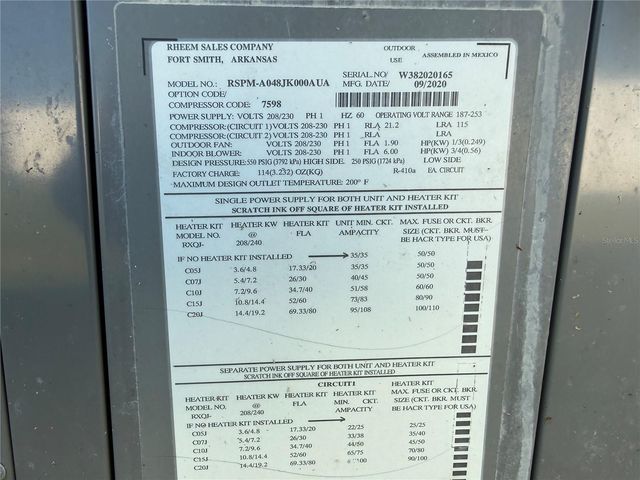 RHEEM SALES COMPANY
FORT SMITH, ARKANSAS
OUTDOOR
USE
ASSEMBLED IN MEXICO
MODEL NO.: RSPM-A048JK000AUA
SERIAL NO. W382020165
OPTION CODE/
MFG. DATE/ 09/2020
COMPRESSOR CODE: 7598
POWER SUPPLY: VOLTS 208/230 PH 1 HZ 60 OPERATING VOLT RANGE 187-253
COMPRESSOR:(CIRCUIT 1)VOLTS 208-230 PH 1 RLA 21.2 LRA 115
COMPRESSOR:(CIRCUIT 2)VOLTS 208-230 PH 1 RLA LRA
OUTDOOR FAN: VOLTS 208/230 PH 1 FLA 1.90 HP(KW) 1/3(0.249)
INDOOR BLOWER: VOLTS 208/230 PH 1 FLA 6.00 HP(KW) 3/4(0.56)
DESIGN PRESSURE:550 PSIG (3792 kPa) HIGH SIDE. 250 PSIG (1724 kPa) LOW SIDE
FACTORY CHARGE: 114(3.232) OZ(KG) R-410a EA. CIRCUIT
MAXIMUM DESIGN OUTLET TEMPERATURE: 200° F
SINGLE POWER SUPPLY FOR BOTH UNIT AND HEATER KIT
SCRATCH INK OFF SQUARE OF HEATER KIT INSTALLED
HEATER KIT HEATER KW HEATER KIT UNIT MIN. CKT. MAX. FUSE OR CKT. BKR.
MODEL NO. @ FLA AMPACITY SIZE (CKT. BKR. MUST
RXQJ- 208/240 BE HACR TYPE FOR USA)
IF NO HEATER KIT INSTALLED 35/35 50/50
C05J 3.6/4.8 17.33/20 35/35 50/50
C07J 5.4/7.2 26/30 40/45 50/50
C10J 7.2/9.6 34.7/40 51/58 60/60
C15J 10.8/14.4 52/60 73/83 80/90
C20J 14.4/19.2 69.33/80 95/108 100/110
SEPARATE POWER SUPPLY FOR BOTH UNIT AND HEATER KIT
SCRATCH INK OFF SQUARE OF HEATER KIT INSTALLED
CIRCUIT1
HEATER KIT HEATER KW HEATER KIT MIN. CKT. HEATER KIT
MODEL NO. @ FLA AMPACITY MAX. FUSE OR CKT. BKR.
RXQJ 208/240 SIZE (CKT. BKR. MUST
BE HACR TYPE FOR USA)
IF NO HEATER KIT INSTALLED
C05J 3.6/4.8 17.33/20 22/25 25/25
C07J 5.4/7.2 26/30 33/38 35/40
C10J 7.2/9.6 34.7/40 44/50 45/50
C15J 10.8/14.4 52/60 65/75 70/80
C20J 14.4/19.2 69.33/80 90/100
Stellar MLS